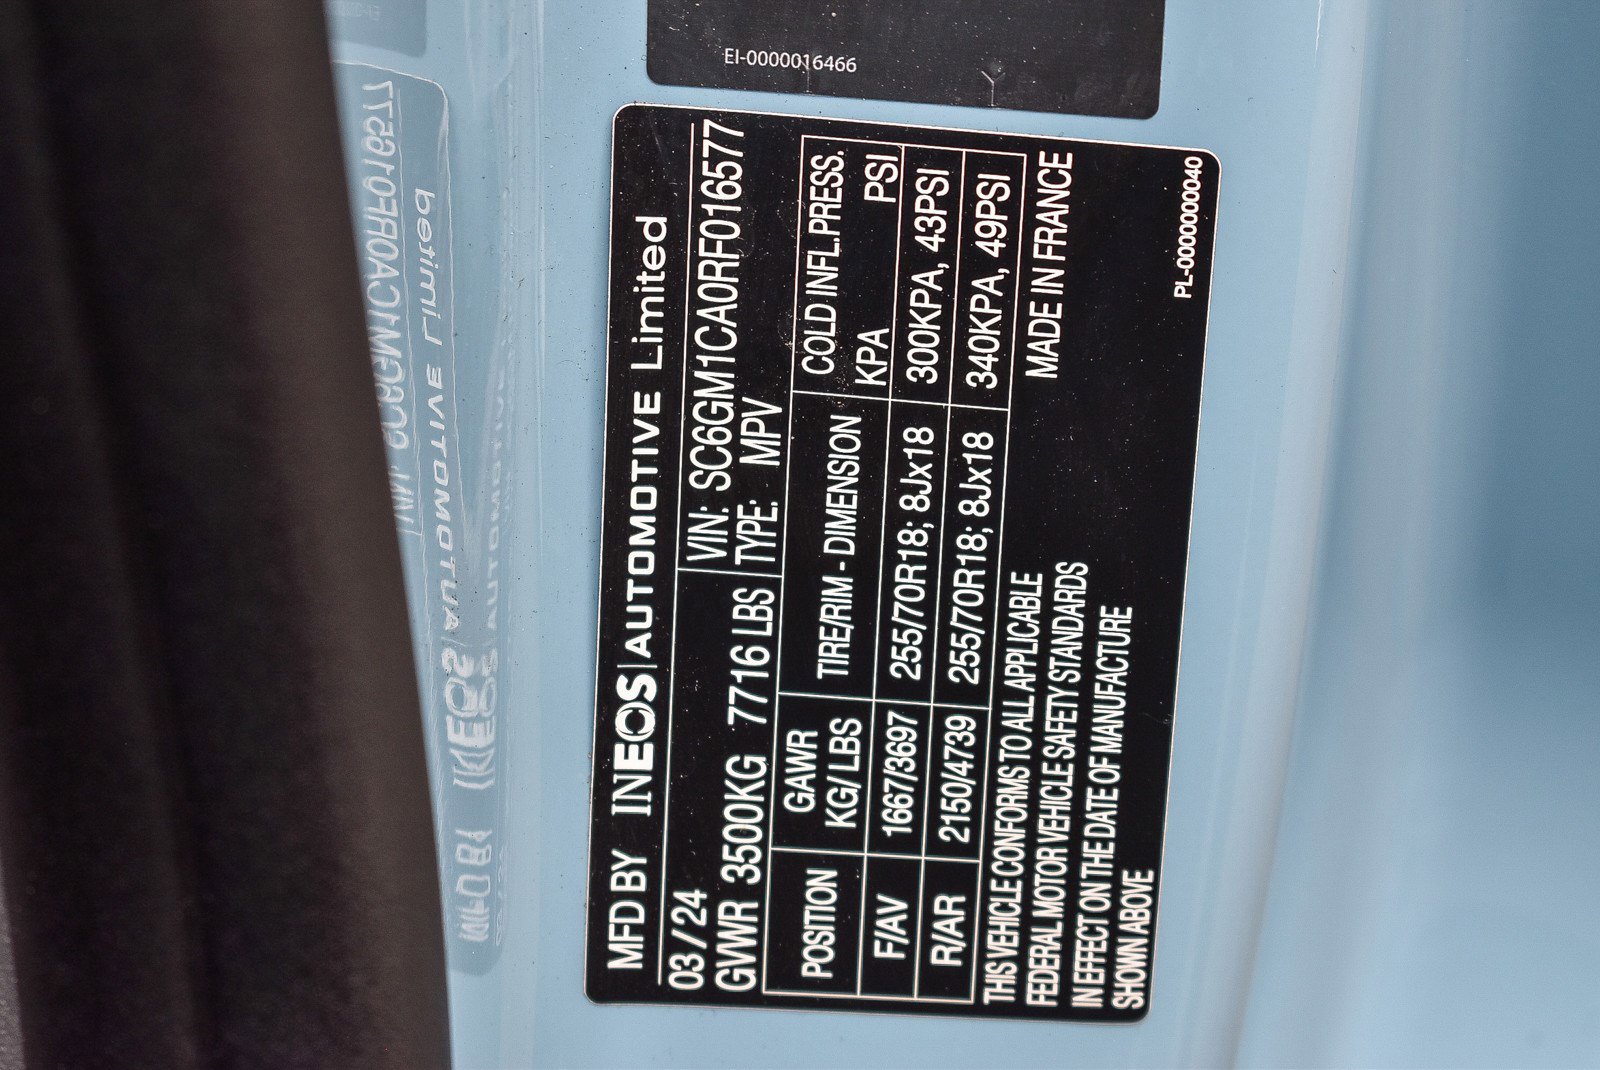 EI-0000016466
MFD BY INEOS|AUTOMOTIVE Limited
03/24 VIN: SC6GM1CA0RF016577
GVWR 3500KG 7716 LBS TYPE: MPV
POSITION GAWR KG/LBS TIRE/RIM - DIMENSION COLD INFL.PRESS. KPA PSI
F/AV 1667/3697 255/70R18; 8Jx18 300KPA, 43PSI
R/AR 2150/4739 255/70R18; 8Jx18 340KPA, 49PSI
THIS VEHICLE CONFORMS TO ALL APPLICABLE MADE IN FRANCE
FEDERAL MOTOR VEHICLE SAFETY STANDARDS
IN EFFECT ON THE DATE OF MANUFACTURE
SHOWN ABOVE
PL-0000000040